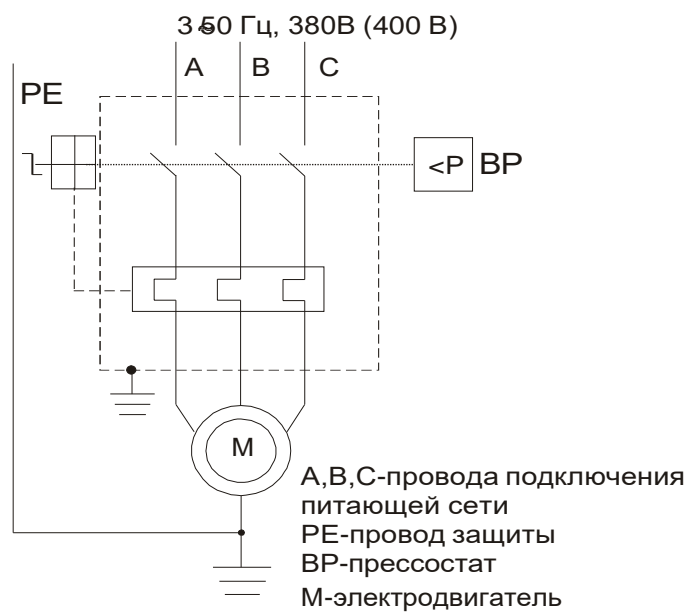 3 ~ 50 Гц, 380В (400 В)
A B C
PE
<P BP
M
A,B,C-провода подключения
питающей сети
PE-провод защиты
BP-прессостат
М-электродвигатель